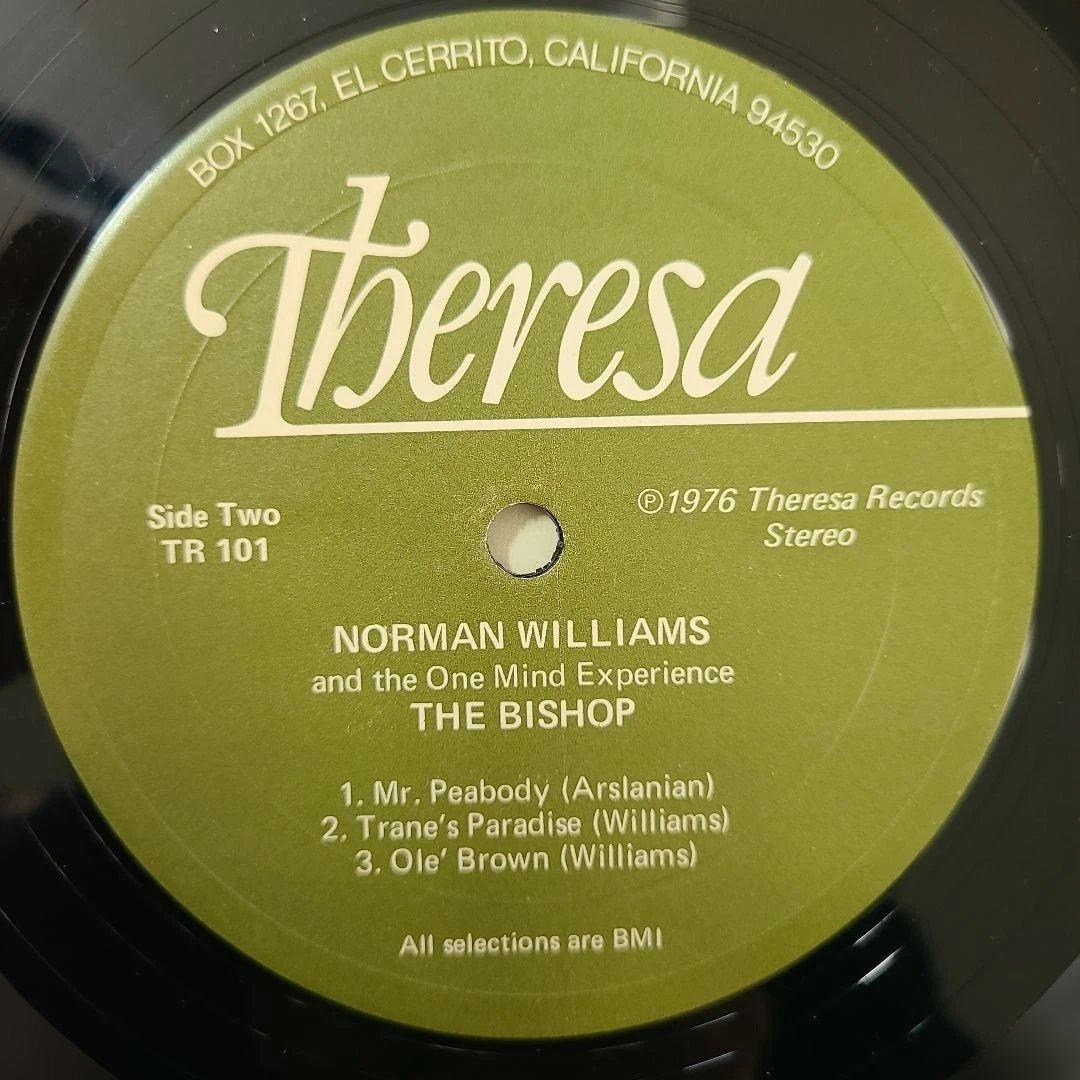 BOX 1267, EL CERRITO, CALIFORNIA 94530
Theresa
Side Two
TR 101
℗1976 Theresa Records
Stereo
NORMAN WILLIAMS
and the One Mind Experience
THE BISHOP
1. Mr. Peabody (Arslanian)
2. Trane's Paradise (Williams)
3. Ole' Brown (Williams)
All selections are BMI